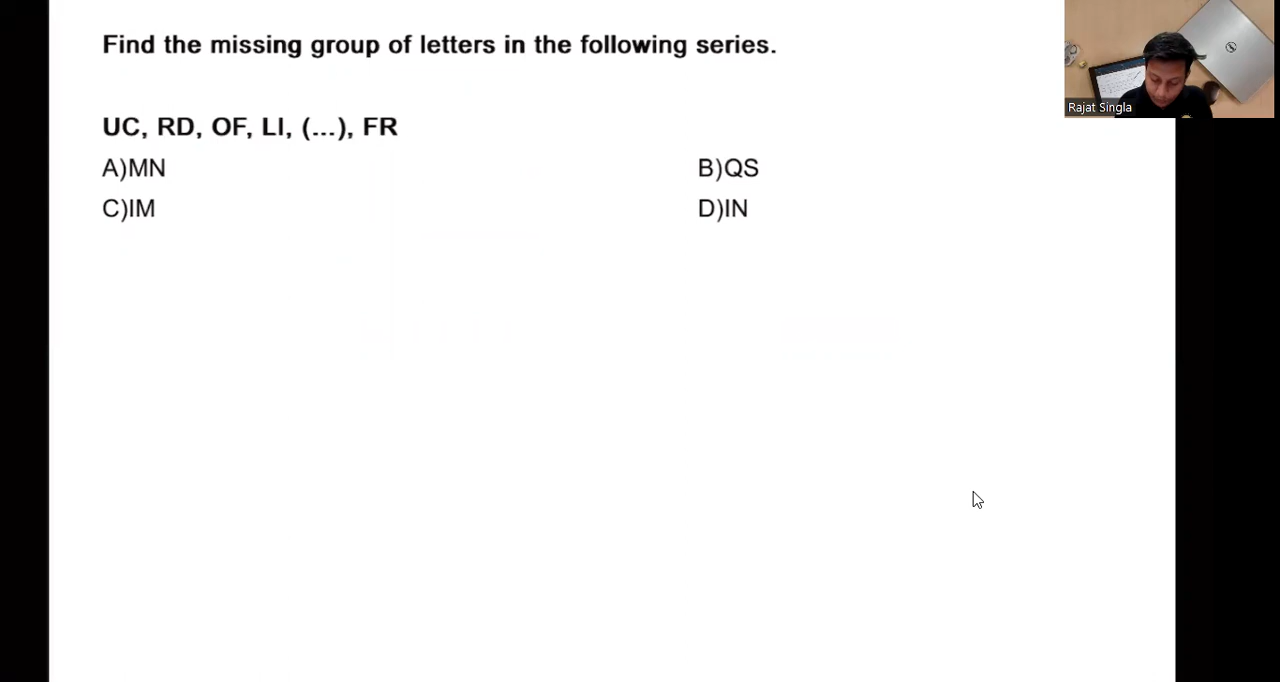 Find the missing group of letters in the following series.
Rajat Singla
UC, RD, OF, LI, (...), FR
A)MN
B)QS
C)IM
D)IN